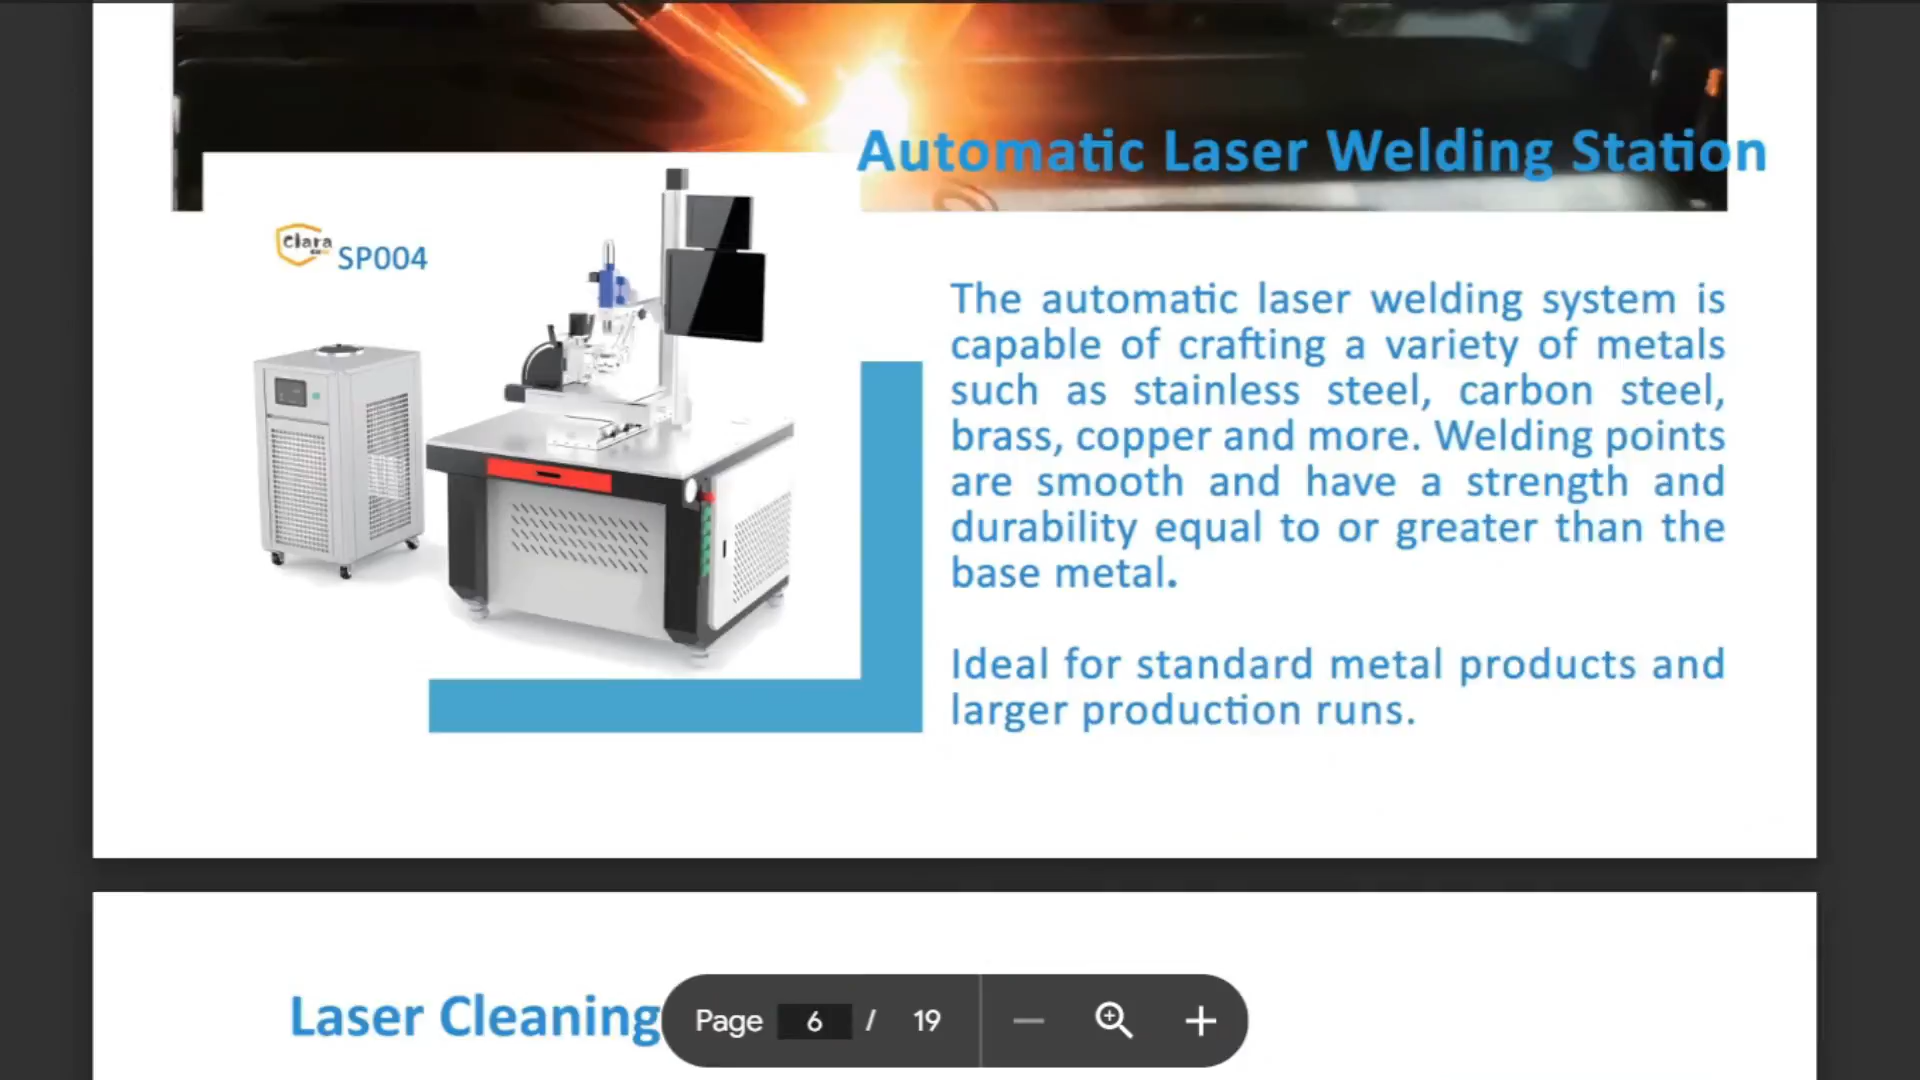 Automatic Laser Welding Station
Clara
SP004
The automatic laser welding system is
capable of crafting a variety of metals
such as stainless steel, carbon steel,
brass, copper and more. Welding points
are smooth and have a strength and
durability equal to or greater than the
base metal.
Ideal for standard metal products and
larger production runs.
Laser Cleaning
Page 6 / 19